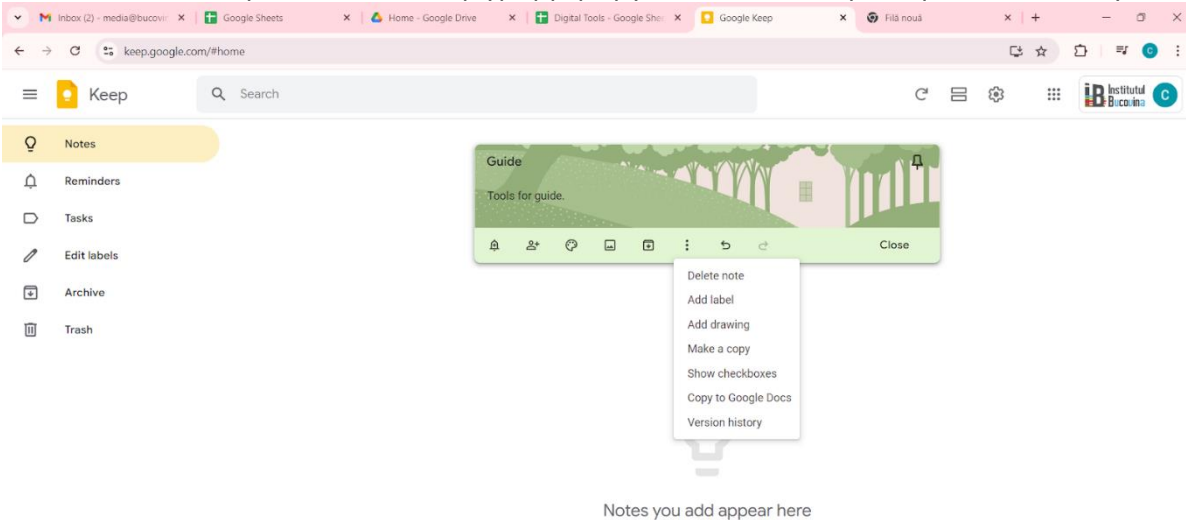 Inbox (2) - media@bucovi
Google Sheets
Home - Google Drive
Digital Tools - Google Shee
Google Keep
Filă nouă
keep.google.com/#home
C
Keep
Search
Institutul
Bucovina
C
Notes
Reminders
Tasks
Edit labels
Archive
Trash
Guide
Tools for guide.
Close
Delete note
Add label
Add drawing
Make a copy
Show checkboxes
Copy to Google Docs
Version history
Notes you add appear here